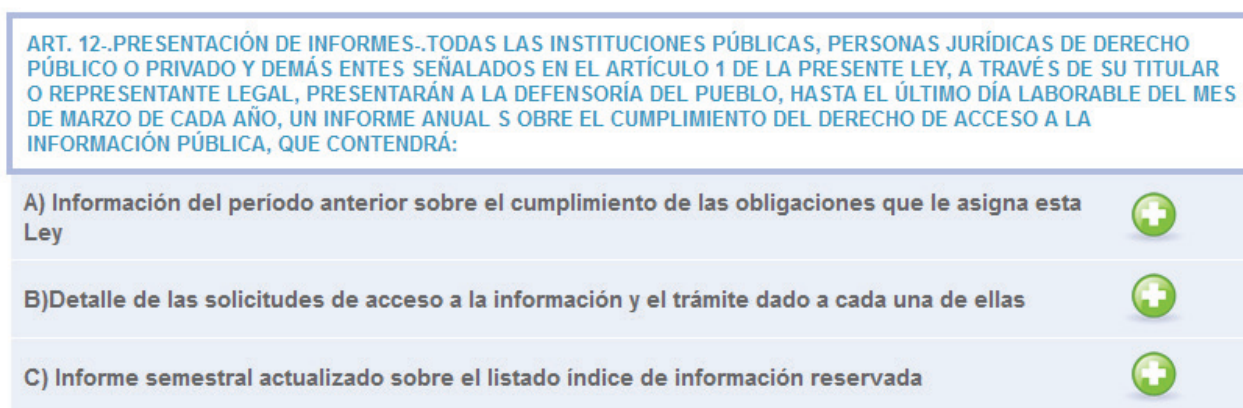 ART. 12-.PRESENTACIÓN DE INFORMES-.TODAS LAS INSTITUCIONES PÚBLICAS, PERSONAS JURÍDICAS DE DERECHO
PÚBLICO O PRIVADO Y DEMÁS ENTES SEÑALADOS EN EL ARTÍCULO 1 DE LA PRESENTE LEY, A TRAVÉS DE SU TITULAR
O REPRESENTANTE LEGAL, PRESENTARÁN A LA DEFENSORÍA DEL PUEBLO, HASTA EL ÚLTIMO DÍA LABORABLE DEL MES
DE MARZO DE CADA AÑO, UN INFORME ANUAL S OBRE EL CUMPLIMIENTO DEL DERECHO DE ACCESO A LA
INFORMACIÓN PÚBLICA, QUE CONTENDRÁ:
A) Información del período anterior sobre el cumplimiento de las obligaciones que le asigna esta
Ley
B)Detalle de las solicitudes de acceso a la información y el trámite dado a cada una de ellas
C) Informe semestral actualizado sobre el listado índice de información reservada